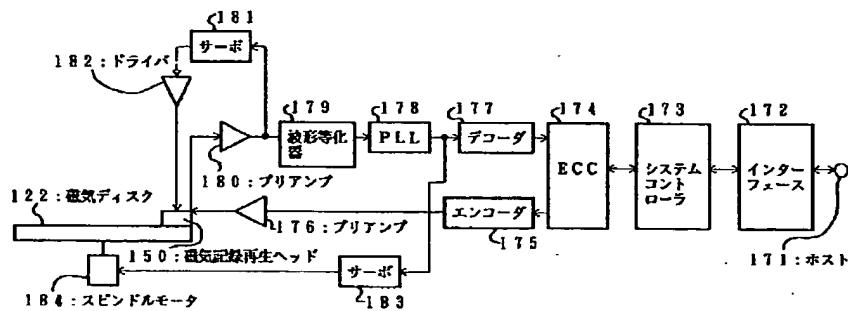 181
サーボ
182:ドライバ
179
波形等化
器
178
PLL
177
デコーダ
174
ECC
173
システム
コント
ローラ
172
インター
フェース
180:プリアンプ
122:磁気ディスク
176:プリアンプ
エンコーダ
175
150:磁気記録再生ヘッド
171:ホスト
サーボ
183
184:スピンドルモータ